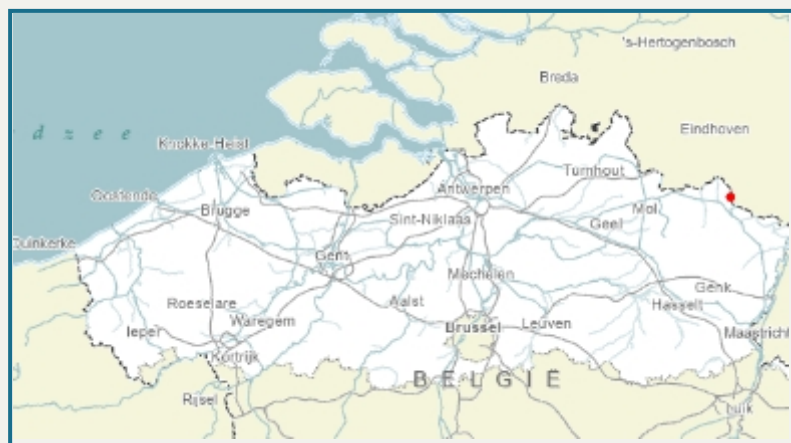 's-Hertogenbosch
Breda
dzee
Eindhoven
Knokke-Heist
Turnhout
Oostende
Antwerpen
Brugge
Sint-Niklaas
Geel
Mol
Duinkerke
Gent
Mechelen
Genk
Roeselare
Aalst
Hasselt
Ieper
Waregem
Brussel
Leuven
Maastricht
Kortrijk
BELGIË
Rijsel
Luik